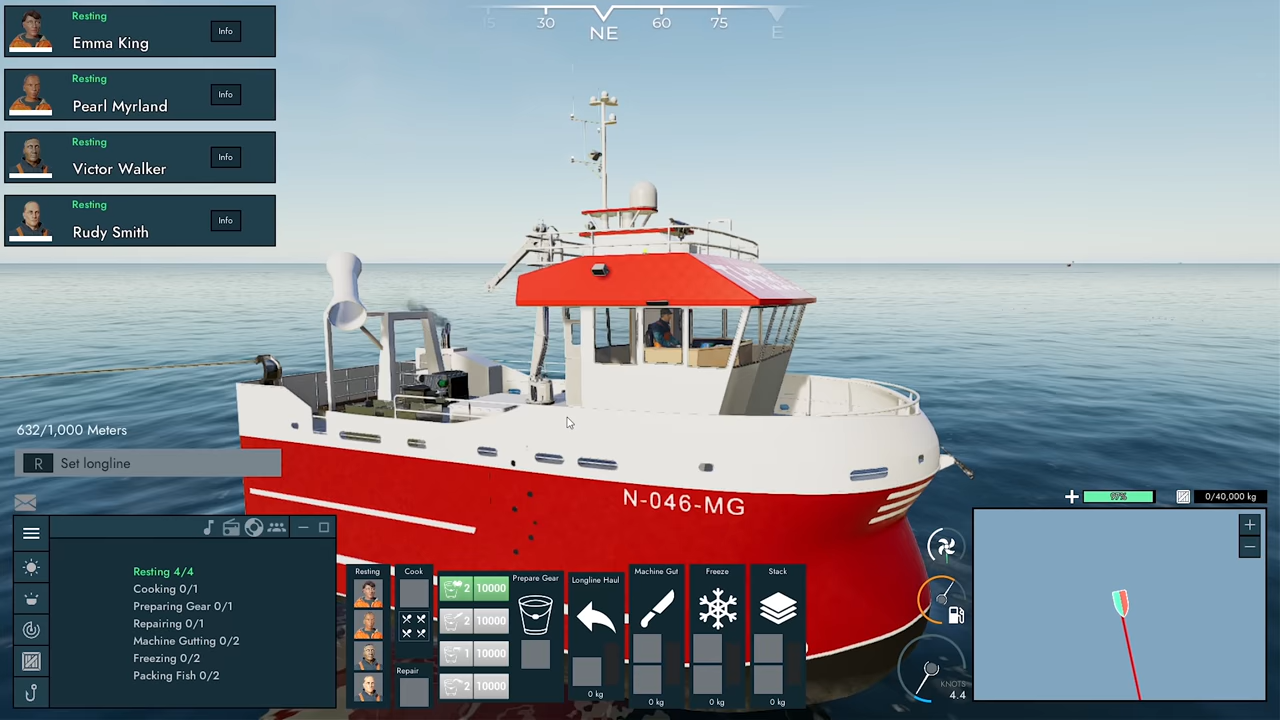 Resting
Emma King
Info
Resting
Pearl Myrland
Info
Resting
Victor Walker
Info
Resting
Rudy Smith
Info
15 30 NE 60 75 E
632/1,000 Meters
R Set longline
N-046-MG
Resting 4/4
Cooking 0/1
Preparing Gear 0/1
Repairing 0/1
Machine Gutting 0/2
Freezing 0/2
Packing Fish 0/2
Resting
Cook
Repair
2 10000
2 10000
1 10000
2 10000
Prepare Gear
Longline Haul
0 kg
Machine Gut
0 kg
Freeze
0 kg
Stack
0 kg
97%
0/40,000 kg
KNOTS
4.4